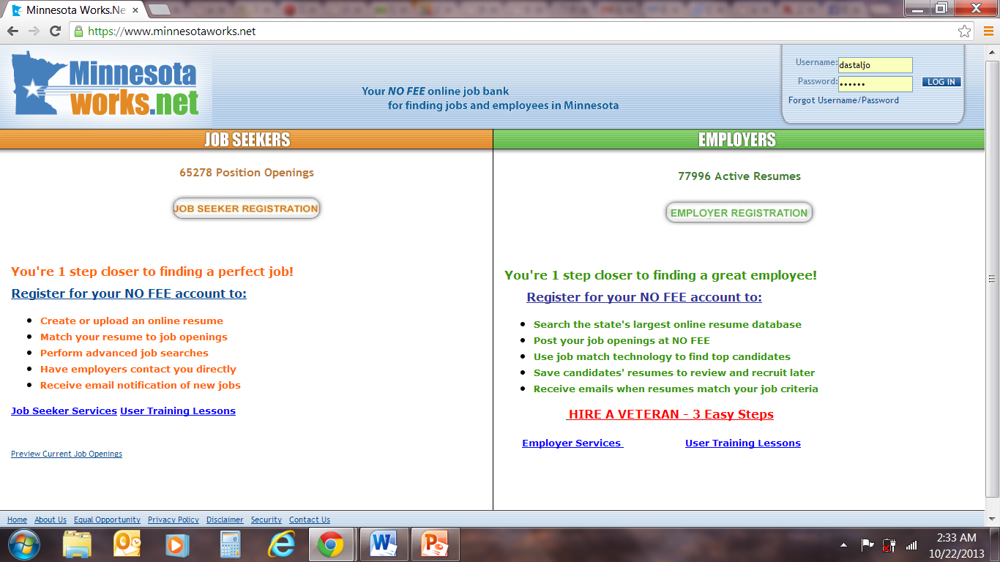 Minnesota Works.Ne
https://www.minnesotaworks.net
Minnesota
works.net
Your NO FEE online job bank
for finding jobs and employees in Minnesota
Username: dastaljo
Password: ••••••
LOG IN
Forgot Username/Password
JOB SEEKERS
65278 Position Openings
JOB SEEKER REGISTRATION
You're 1 step closer to finding a perfect job!
Register for your NO FEE account to:
Create or upload an online resume
Match your resume to job openings
Perform advanced job searches
Have employers contact you directly
Receive email notification of new jobs
Job Seeker Services User Training Lessons
Preview Current Job Openings
EMPLOYERS
77996 Active Resumes
EMPLOYER REGISTRATION
You're 1 step closer to finding a great employee!
Register for your NO FEE account to:
Search the state's largest online resume database
Post your job openings at NO FEE
Use job match technology to find top candidates
Save candidates' resumes to review and recruit later
Receive emails when resumes match your job criteria
HIRE A VETERAN - 3 Easy Steps
Employer Services User Training Lessons
Home About Us Equal Opportunity Privacy Policy Disclaimer Security Contact Us
2:33 AM
10/22/2013